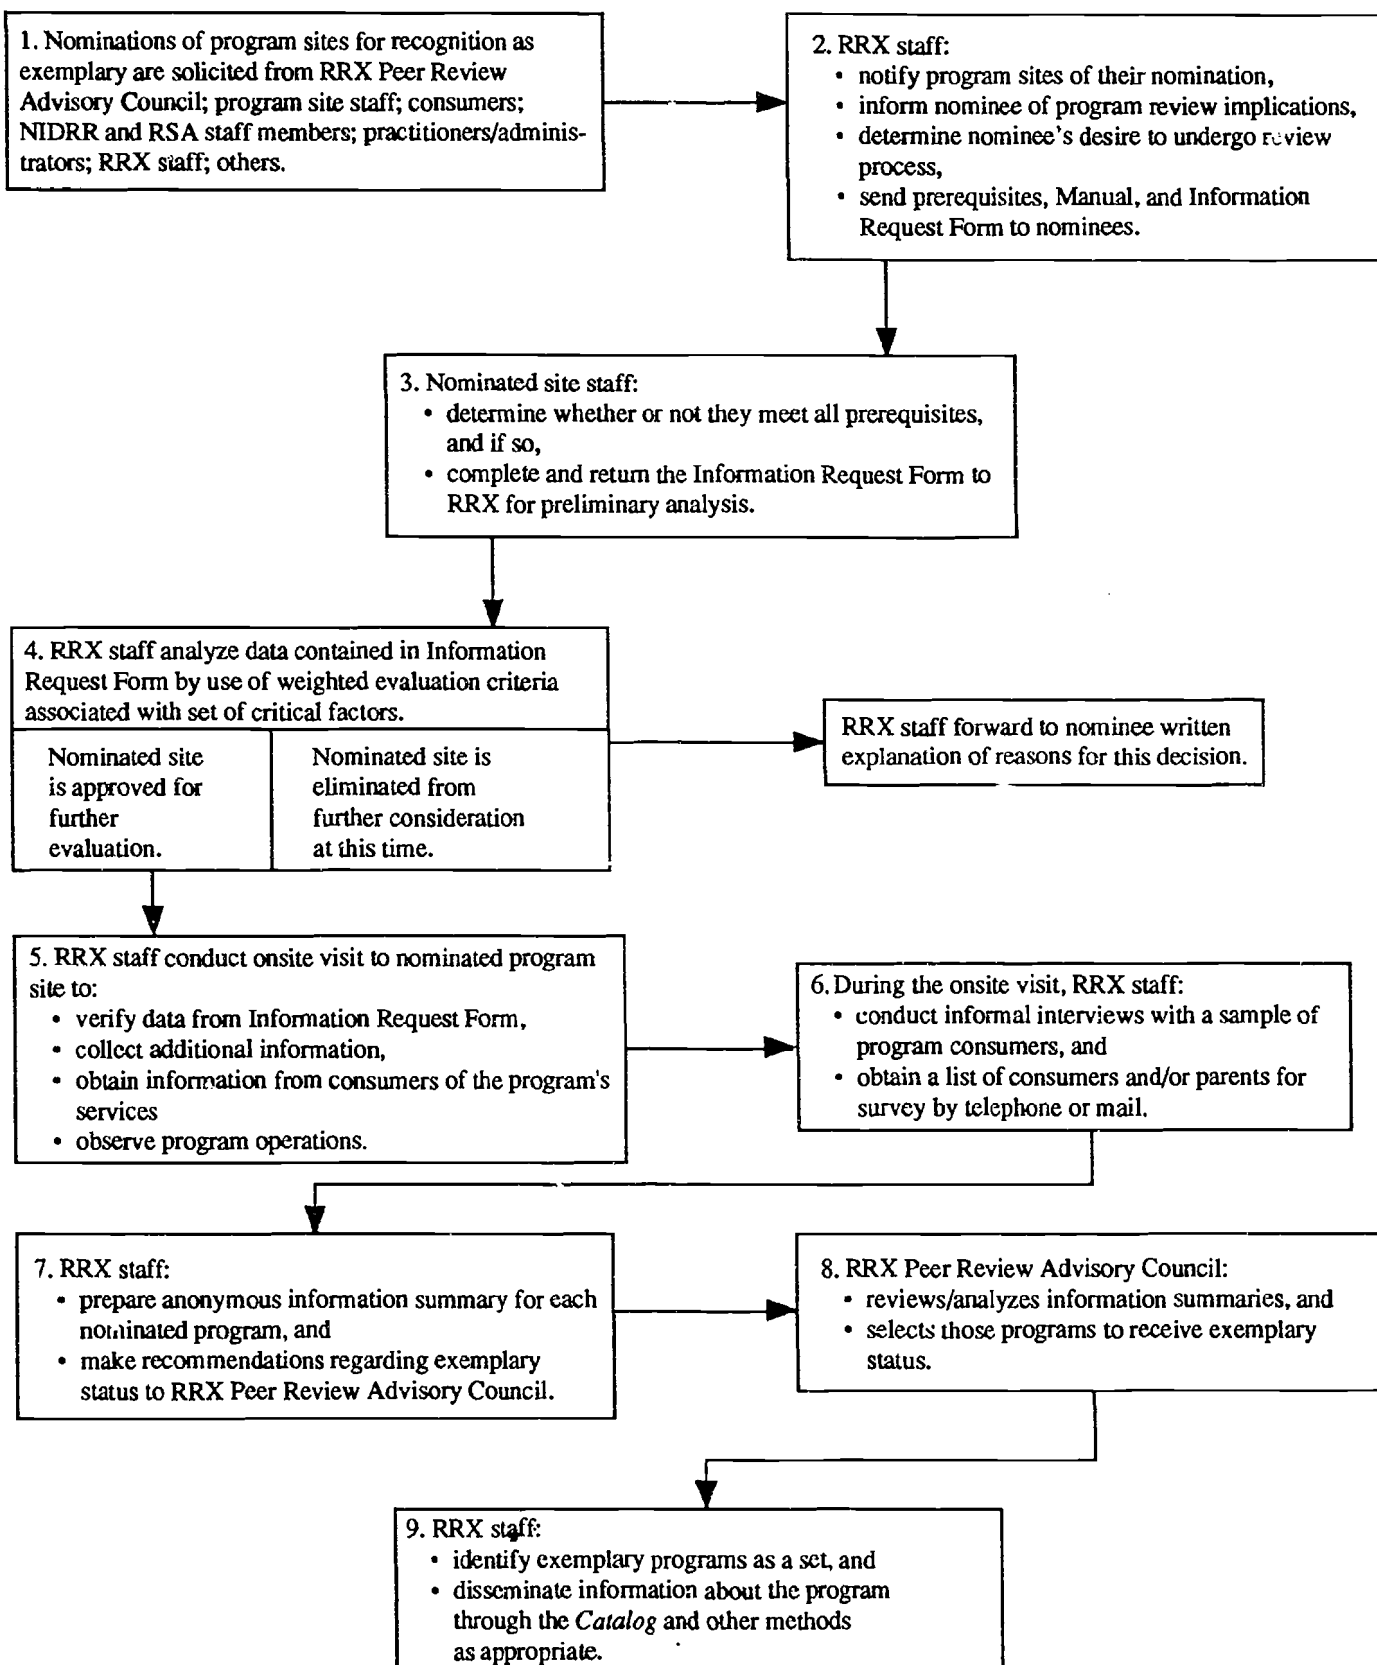 1. Nominations of program sites for recognition as
exemplary are solicited from RRX Peer Review
Advisory Council; program site staff; consumers;
NIDRR and RSA staff members; practitioners/adminis-
trators; RRX staff; others.
2. RRX staff:
• notify program sites of their nomination,
• inform nominee of program review implications,
• determine nominee's desire to undergo review
process,
• send prerequisites, Manual, and Information
Request Form to nominees.
3. Nominated site staff:
• determine whether or not they meet all prerequisites,
and if so,
• complete and return the Information Request Form to
RRX for preliminary analysis.
4. RRX staff analyze data contained in Information
Request Form by use of weighted evaluation criteria
associated with set of critical factors.
Nominated site
is approved for
further
evaluation.
Nominated site is
eliminated from
further consideration
at this time.
RRX staff forward to nominee written
explanation of reasons for this decision.
5. RRX staff conduct onsite visit to nominated program
site to:
• verify data from Information Request Form,
• collect additional information,
• obtain information from consumers of the program's
services
• observe program operations.
6. During the onsite visit, RRX staff:
• conduct informal interviews with a sample of
program consumers, and
• obtain a list of consumers and/or parents for
survey by telephone or mail.
7. RRX staff:
• prepare anonymous information summary for each
nominated program, and
• make recommendations regarding exemplary
status to RRX Peer Review Advisory Council.
8. RRX Peer Review Advisory Council:
• reviews/analyzes information summaries, and
• selects those programs to receive exemplary
status.
9. RRX staff:
• identify exemplary programs as a set, and
• disseminate information about the program
through the Catalog and other methods
as appropriate.